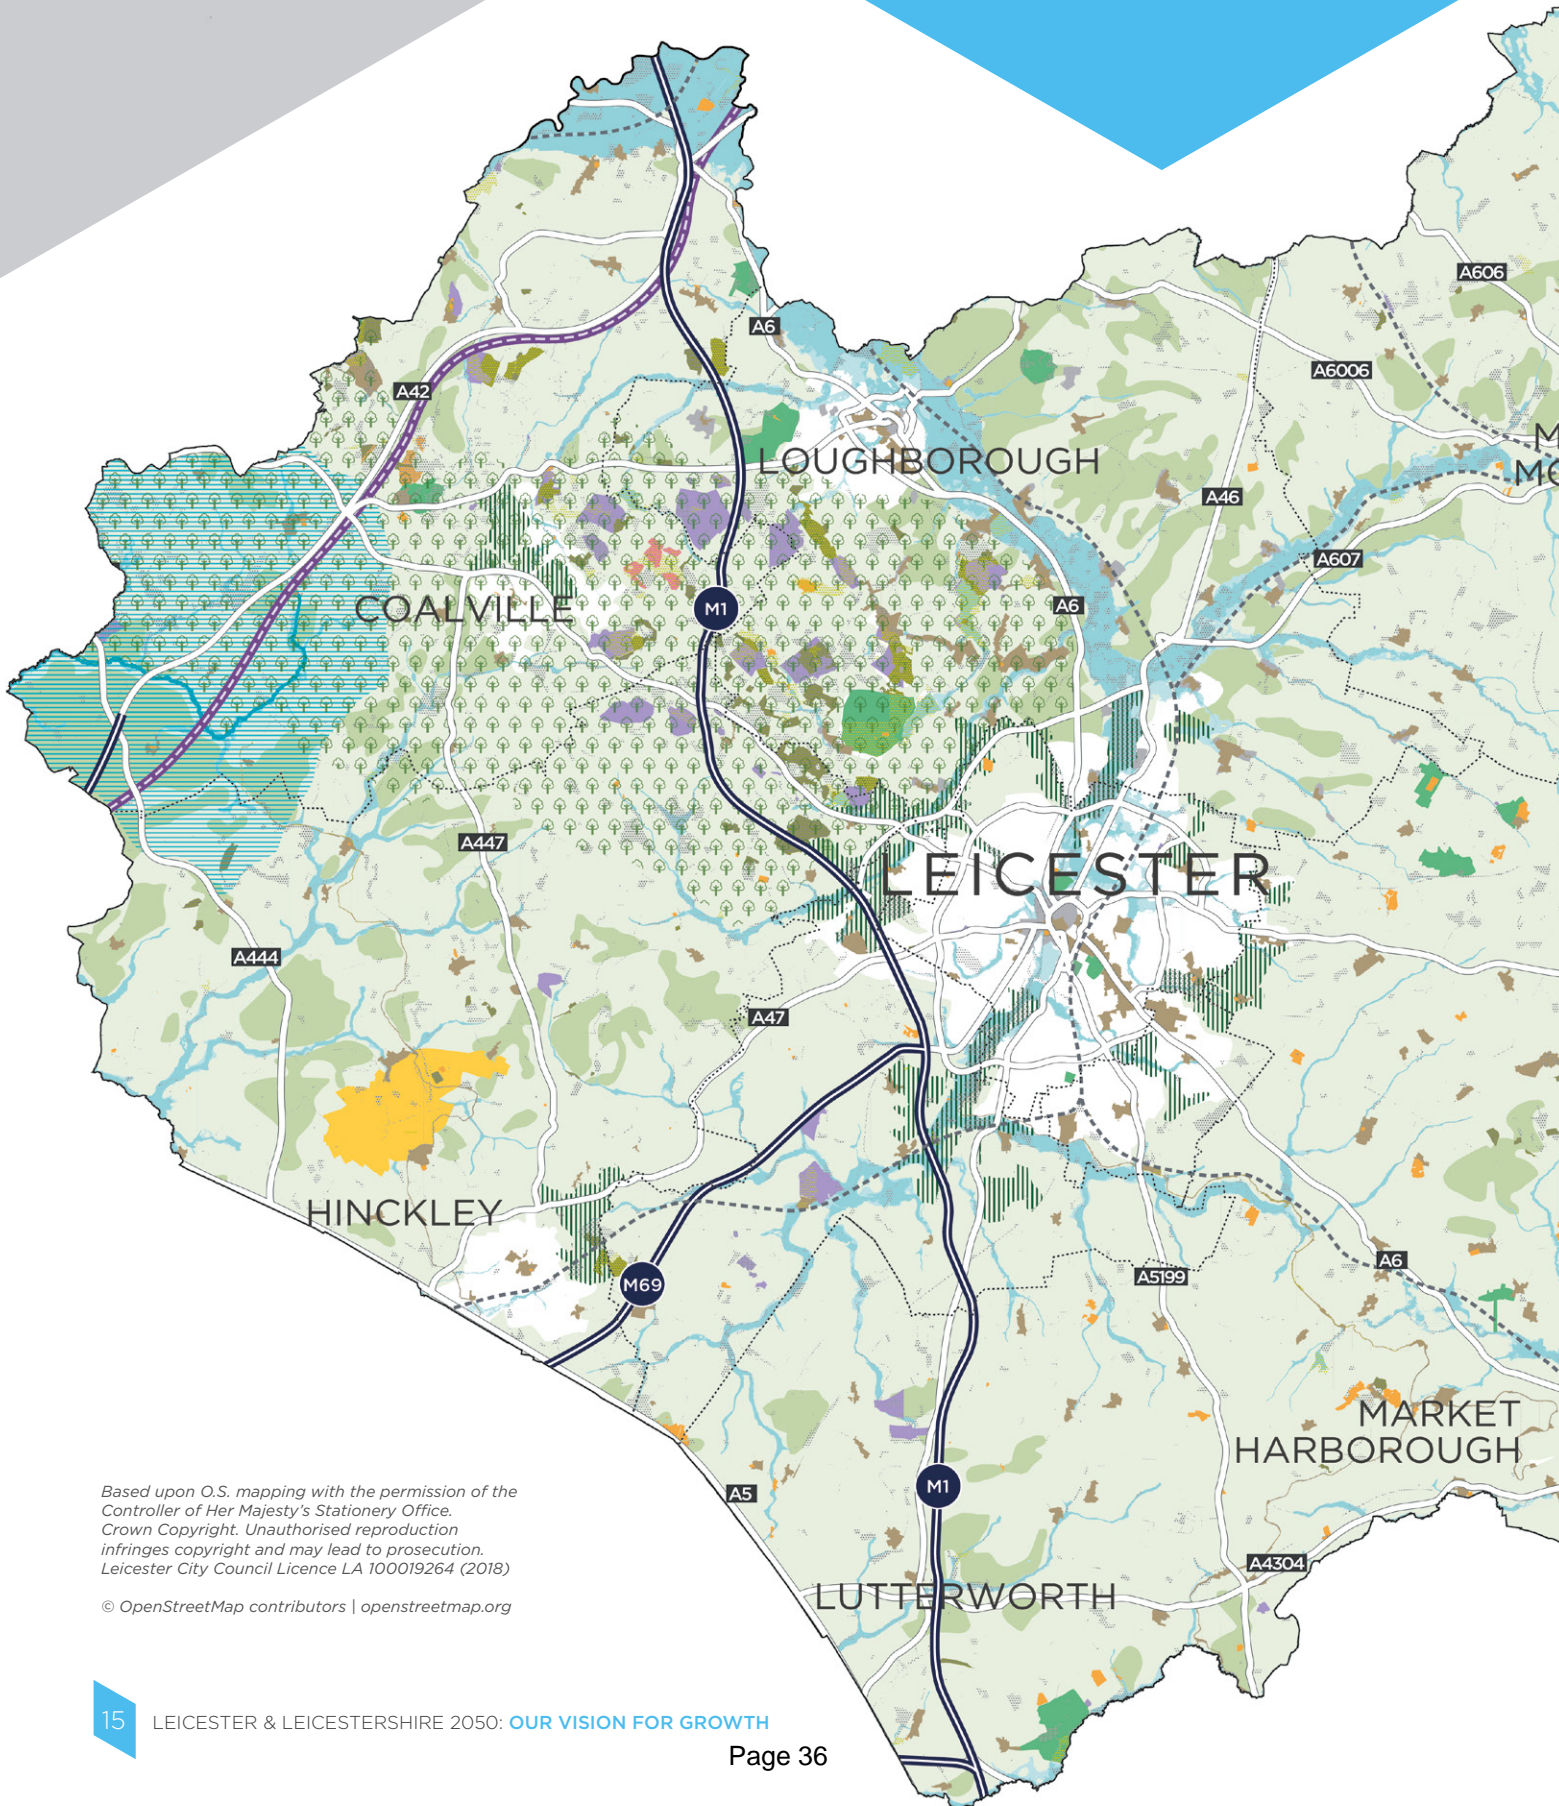 A606
A6
A6006
A42
M
MO
LOUGHBOROUGH
A46
A607
COALVILLE
M1
A6
A447
LEICESTER
A444
A47
HINCKLEY
M69
A6
A5199
MARKET
HARBOROUGH
A5
M1
A4304
LUTTERWORTH
Based upon O.S. mapping with the permission of the
Controller of Her Majesty's Stationery Office.
Crown Copyright. Unauthorised reproduction
infringes copyright and may lead to prosecution.
Leicester City Council Licence LA 100019264 (2018)
© OpenStreetMap contributors | openstreetmap.org
15 LEICESTER & LEICESTERSHIRE 2050: OUR VISION FOR GROWTH
Page 36